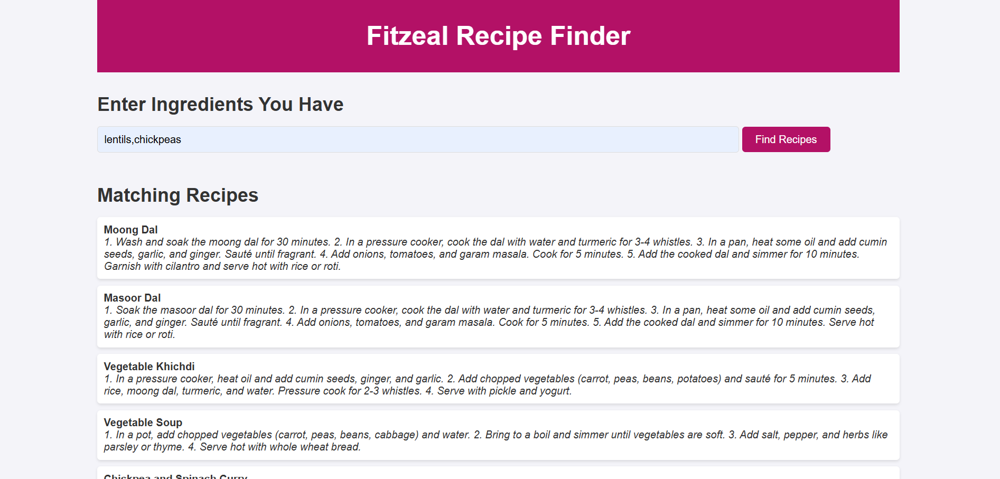 Fitzeal Recipe Finder
Enter Ingredients You Have
lentils,chickpeas
Find Recipes
Matching Recipes
Moong Dal
1. Wash and soak the moong dal for 30 minutes. 2. In a pressure cooker, cook the dal with water and turmeric for 3-4 whistles. 3. In a pan, heat some oil and add cumin
seeds, garlic, and ginger. Sauté until fragrant. 4. Add onions, tomatoes, and garam masala. Cook for 5 minutes. 5. Add the cooked dal and simmer for 10 minutes.
Garnish with cilantro and serve hot with rice or roti.
Masoor Dal
1. Soak the masoor dal for 30 minutes. 2. In a pressure cooker, cook the dal with water and turmeric for 3-4 whistles. 3. In a pan, heat some oil and add cumin seeds,
garlic, and ginger. Sauté until fragrant. 4. Add onions, tomatoes, and garam masala. Cook for 5 minutes. 5. Add the cooked dal and simmer for 10 minutes. Serve hot
with rice or roti.
Vegetable Khichdi
1. In a pressure cooker, heat oil and add cumin seeds, ginger, and garlic. 2. Add chopped vegetables (carrot, peas, beans, potatoes) and sauté for 5 minutes. 3. Add
rice, moong dal, turmeric, and water. Pressure cook for 2-3 whistles. 4. Serve with pickle and yogurt.
Vegetable Soup
1. In a pot, add chopped vegetables (carrot, peas, beans, cabbage) and water. 2. Bring to a boil and simmer until vegetables are soft. 3. Add salt, pepper, and herbs like
parsley or thyme. 4. Serve hot with whole wheat bread.
Chickpea and Spinach Curry